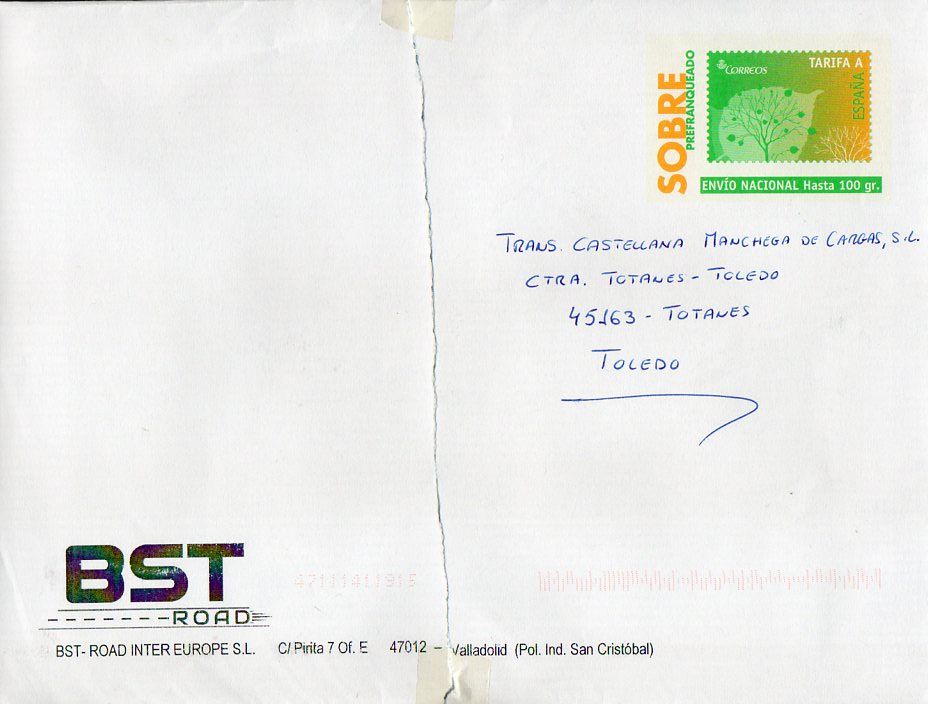 SOBRE
PREFRANQUEADO
CORREOS
TARIFA A
ESPAÑA
ENVÍO NACIONAL Hasta 100 gr.
TRANS. CASTELLANA MANCHEGA DE CARGAS, S.L.
CTRA. TOTANES - TOLEDO
45163 - TOTANES
TOLEDO
BST
ROAD
BST- ROAD INTER EUROPE S.L. C/ Pirita 7 Of. E 47012 – Valladolid (Pol. Ind. San Cristóbal)